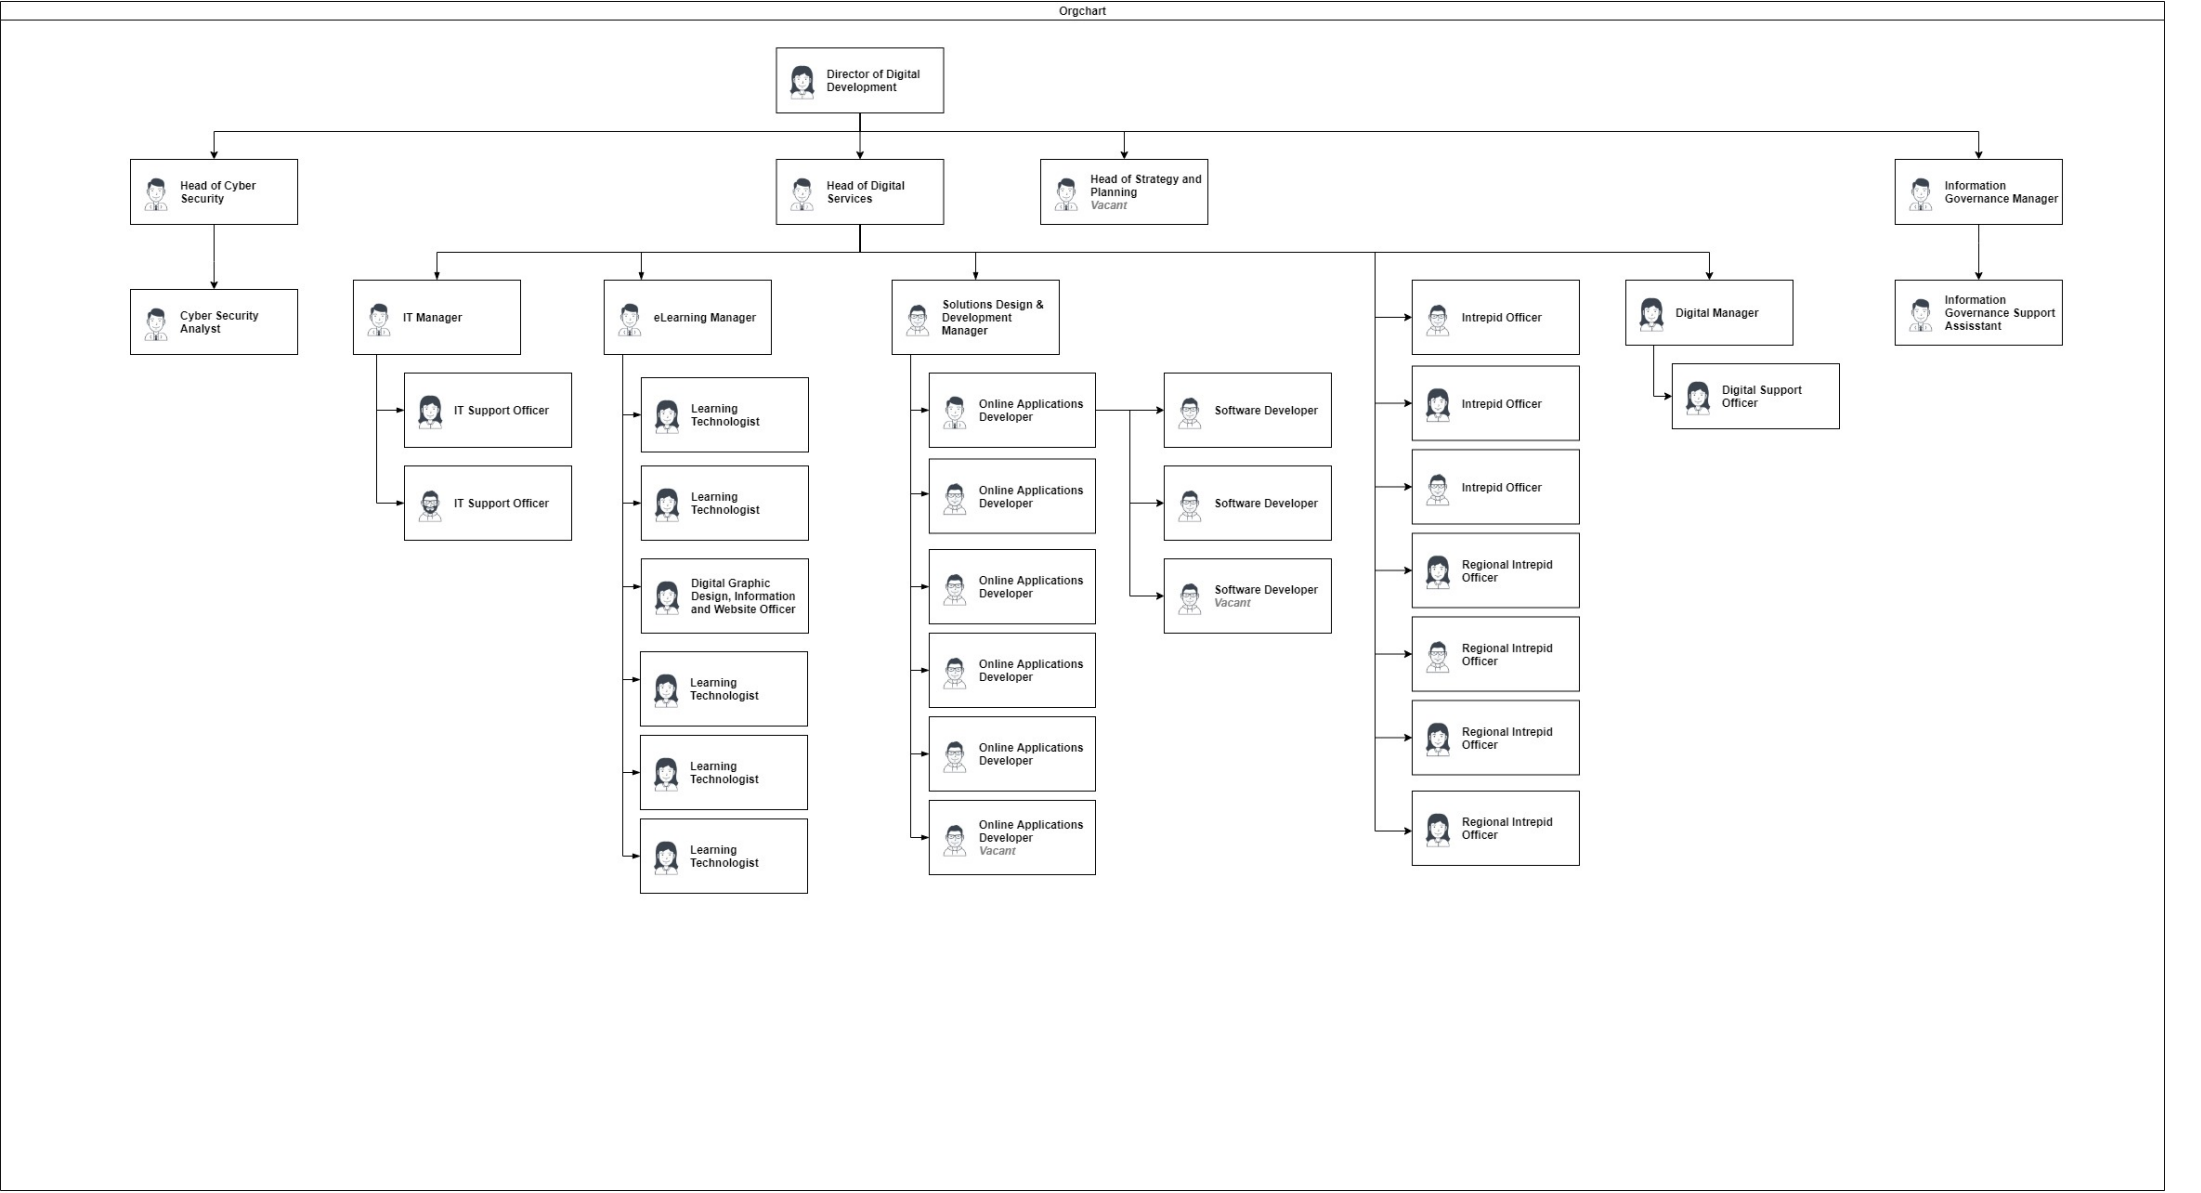 Orgchart
Director of Digital
Development
Head of Cyber
Security
Head of Digital
Services
Head of Strategy and
Planning
Vacant
Information
Governance Manager
Cyber Security
Analyst
IT Manager
eLearning Manager
Solutions Design &
Development
Manager
Intrepid Officer
Digital Manager
Information
Governance Support
Assisstant
IT Support Officer
Learning
Technologist
Online Applications
Developer
Software Developer
Intrepid Officer
Digital Support
Officer
IT Support Officer
Learning
Technologist
Online Applications
Developer
Software Developer
Intrepid Officer
Digital Graphic
Design, Information
and Website Officer
Online Applications
Developer
Software Developer
Vacant
Regional Intrepid
Officer
Learning
Technologist
Online Applications
Developer
Regional Intrepid
Officer
Learning
Technologist
Online Applications
Developer
Regional Intrepid
Officer
Learning
Technologist
Online Applications
Developer
Vacant
Regional Intrepid
Officer